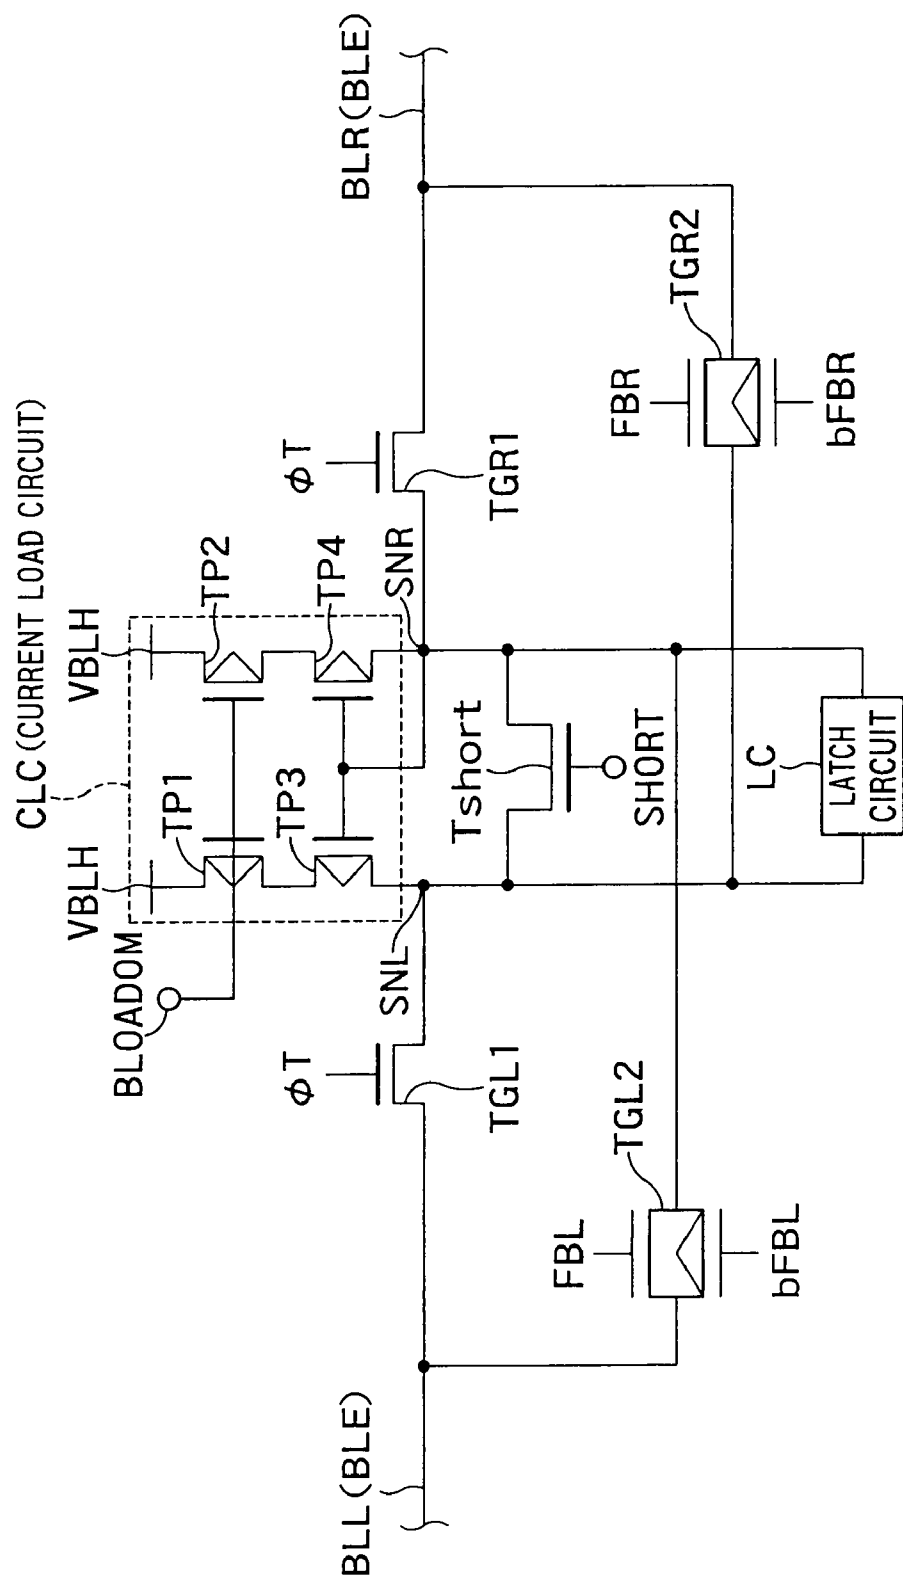 CLC (CURRENT LOAD CIRCUIT)
VBLH
VBLH
BLOADOM
TP1
TP2
TP3
TP4
ΦT
ΦT
SNL
SNR
BLL(BLE)
BLR(BLE)
TGL1
TGR1
Tshort
SHORT
FBL
TGL2
bFBL
FBR
TGR2
bFBR
LC
LATCH
CIRCUIT